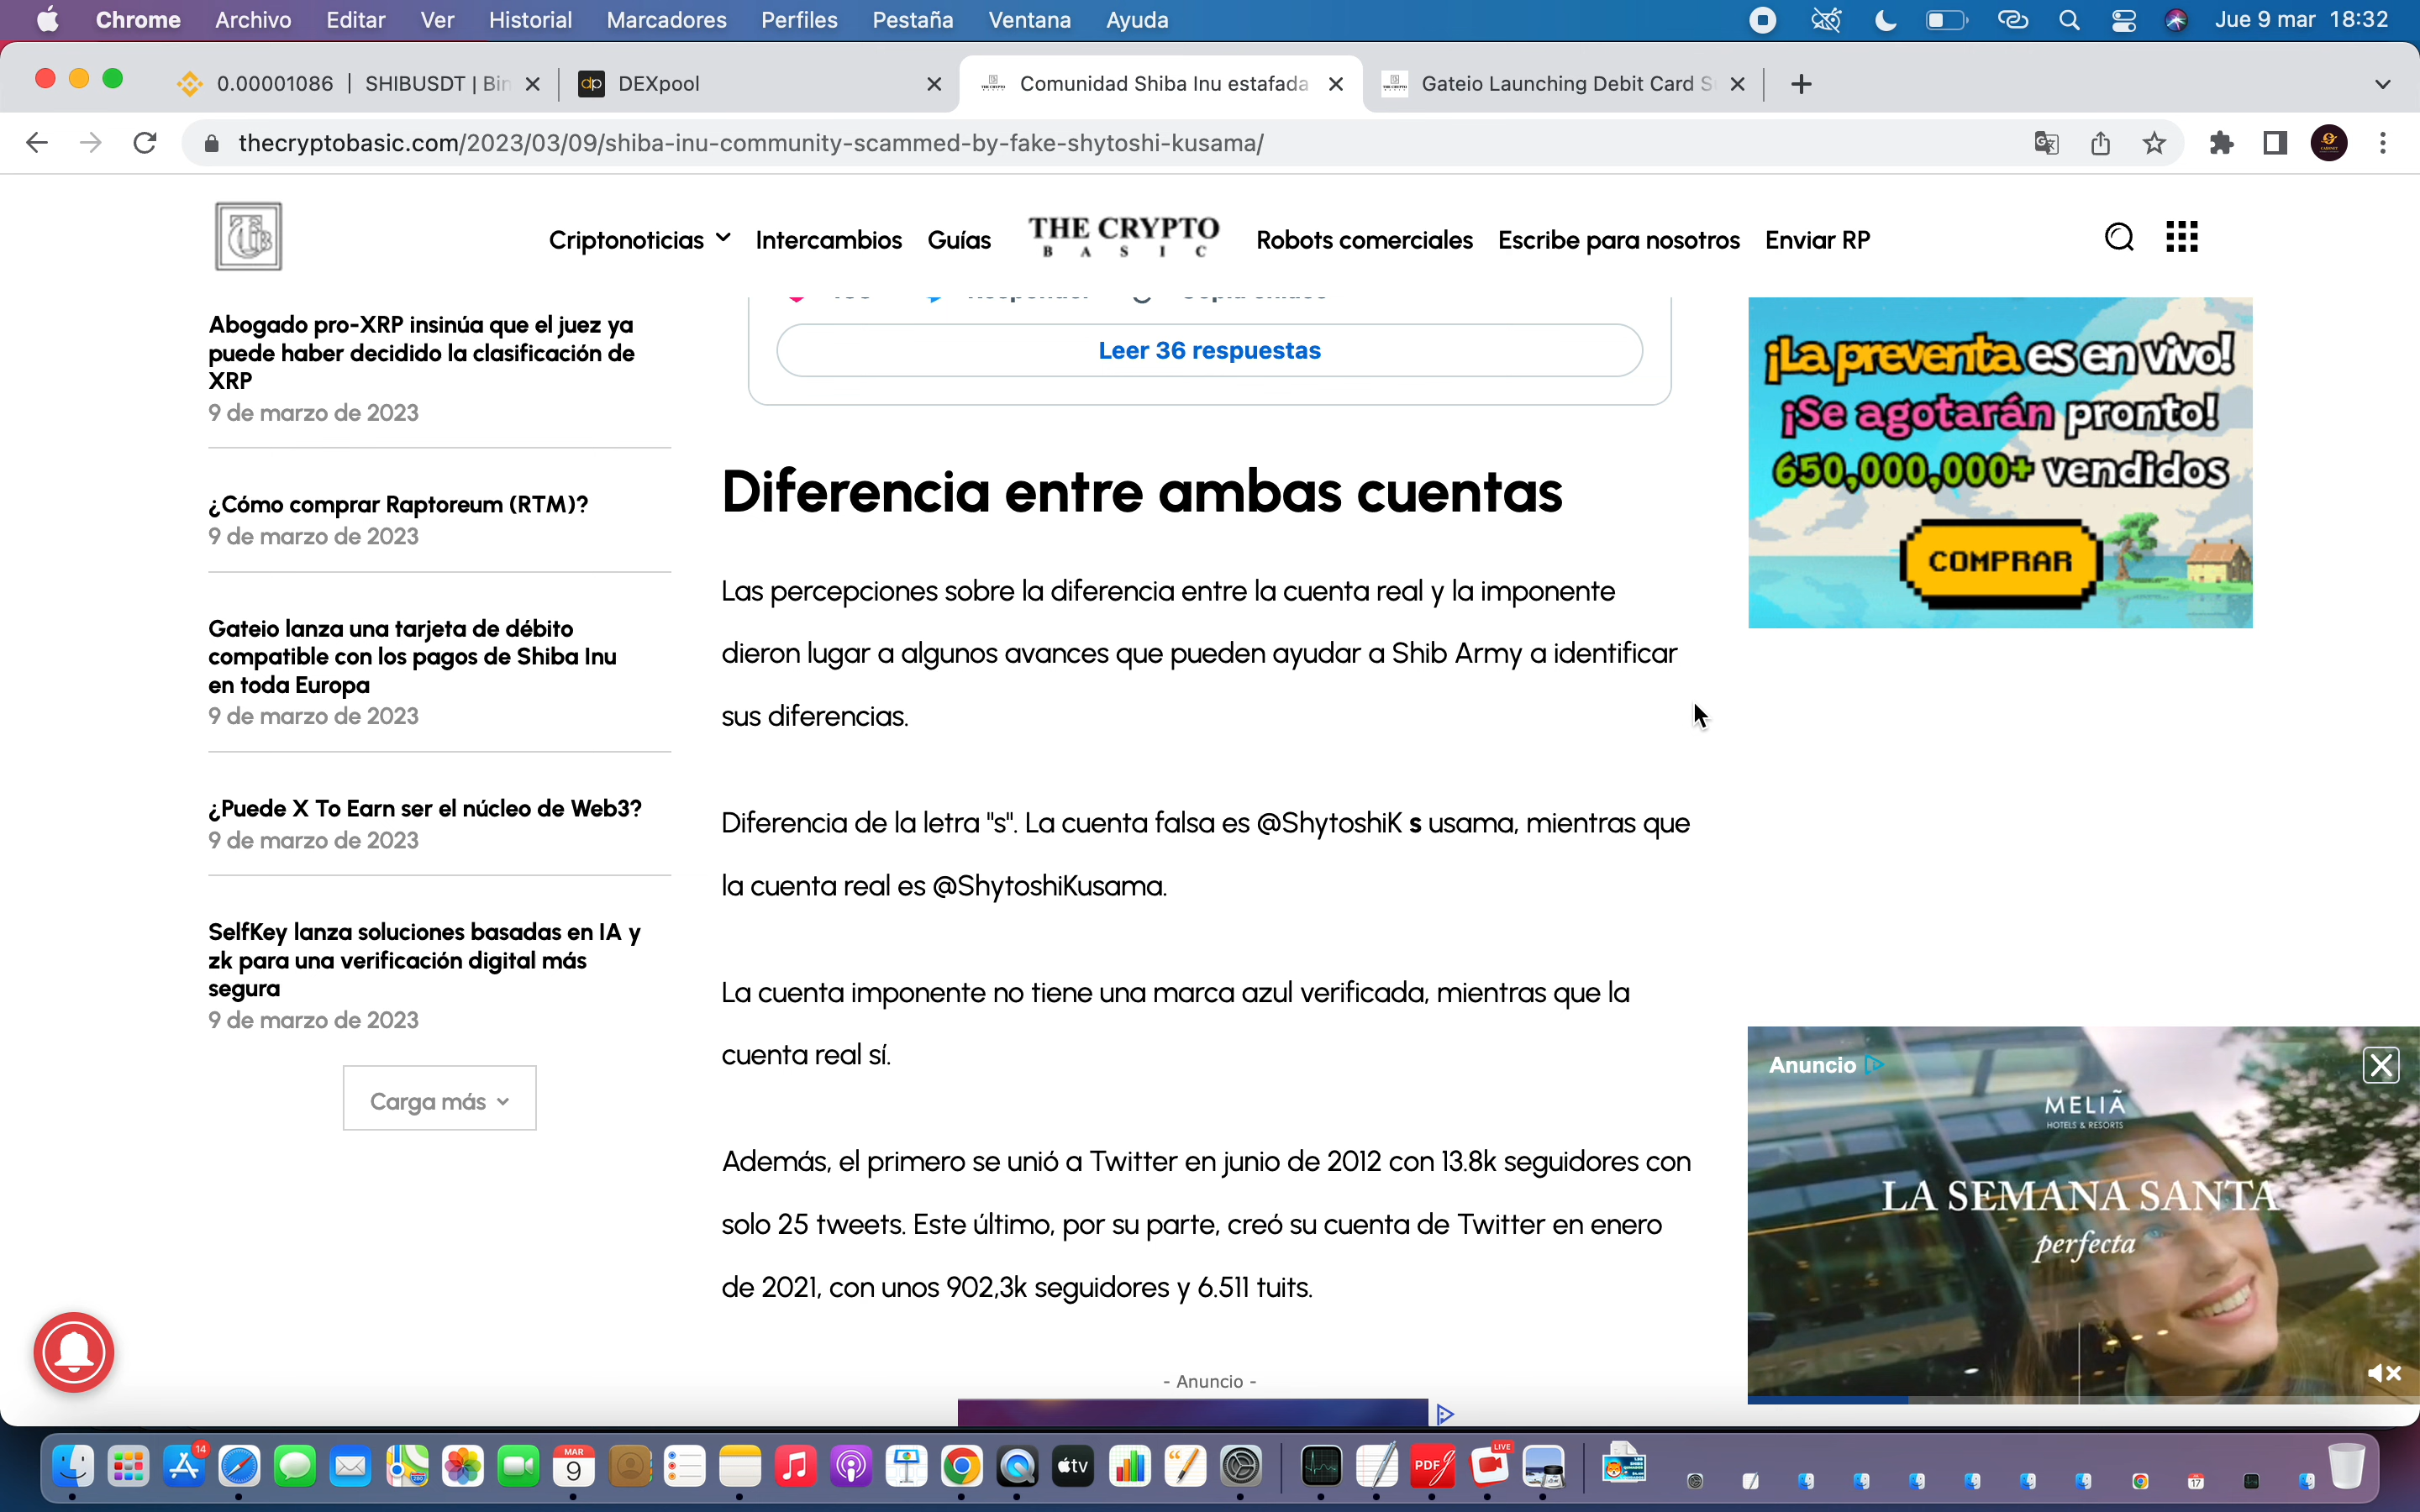 Chrome Archivo Editar Ver Historial Marcadores Perfiles Pestaña Ventana Ayuda Jue 9 mar 18:32
0.00001086 | SHIBUSDT | Bin DEXpool Comunidad Shiba Inu estafada Gateio Launching Debit Card S
thecryptobasic.com/2023/03/09/shiba-inu-community-scammed-by-fake-shytoshi-kusama/
Criptonoticias Intercambios Guías THE CRYPTO BASIC Robots comerciales Escribe para nosotros Enviar RP
Abogado pro-XRP insinúa que el juez ya
puede haber decidido la clasificación de
XRP
9 de marzo de 2023
¿Cómo comprar Raptoreum (RTM)?
9 de marzo de 2023
Gateio lanza una tarjeta de débito
compatible con los pagos de Shiba Inu
en toda Europa
9 de marzo de 2023
¿Puede X To Earn ser el núcleo de Web3?
9 de marzo de 2023
SelfKey lanza soluciones basadas en IA y
zk para una verificación digital más
segura
9 de marzo de 2023
Carga más
Leer 36 respuestas
Diferencia entre ambas cuentas
Las percepciones sobre la diferencia entre la cuenta real y la imponente
dieron lugar a algunos avances que pueden ayudar a Shib Army a identificar
sus diferencias.
Diferencia de la letra "s". La cuenta falsa es @ShytoshiK s usama, mientras que
la cuenta real es @ShytoshiKusama.
La cuenta imponente no tiene una marca azul verificada, mientras que la
cuenta real sí.
Además, el primero se unió a Twitter en junio de 2012 con 13.8k seguidores con
solo 25 tweets. Este último, por su parte, creó su cuenta de Twitter en enero
de 2021, con unos 902,3k seguidores y 6.511 tuits.
- Anuncio -
¡La preventa es en vivo!
¡Se agotarán pronto!
650,000,000+ vendidos
COMPRAR
Anuncio
MELIÃ
HOTELS & RESORTS
LA SEMANA SANTA
perfecta
14
MAR
9
tv
PDF
LIVE
17